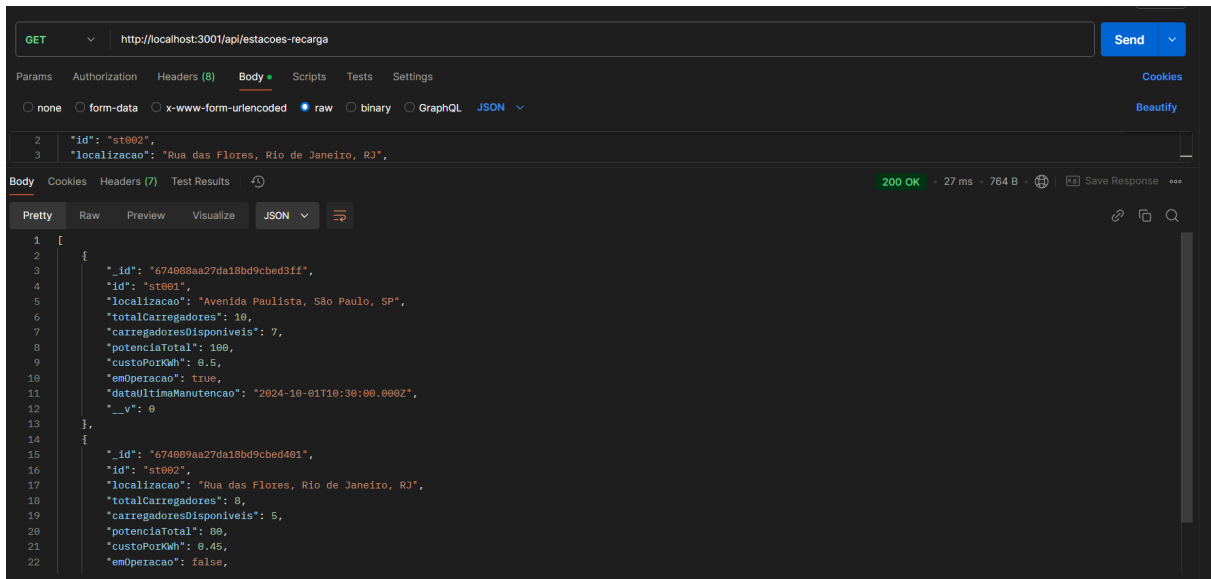 GET http://localhost:3001/api/estacoes-recarga Send
Params Authorization Headers (8) Body Scripts Tests Settings Cookies
none form-data x-www-form-urlencoded raw binary GraphQL JSON Beautify
2 "id": "st002",
3 "localizacao": "Rua das Flores, Rio de Janeiro, RJ",
Body Cookies Headers (7) Test Results 200 OK 27 ms 764 B e.g. Save Response
Pretty Raw Preview Visualize JSON
1 [
2 {
3 "_id": "674088aa27da18bd9cbed3ff",
4 "id": "st001",
5 "localizacao": "Avenida Paulista, São Paulo, SP",
6 "totalCarregadores": 10,
7 "carregadoresDisponiveis": 7,
8 "potenciaTotal": 100,
9 "custoPorKWh": 0.5,
10 "emOperacao": true,
11 "dataUltimaManutencao": "2024-10-01T10:30:00.000Z",
12 "__v": 0
13 },
14 {
15 "_id": "674089aa27da18bd9cbed401",
16 "id": "st002",
17 "localizacao": "Rua das Flores, Rio de Janeiro, RJ",
18 "totalCarregadores": 8,
19 "carregadoresDisponiveis": 5,
20 "potenciaTotal": 80,
21 "custoPorKWh": 0.45,
22 "emOperacao": false,